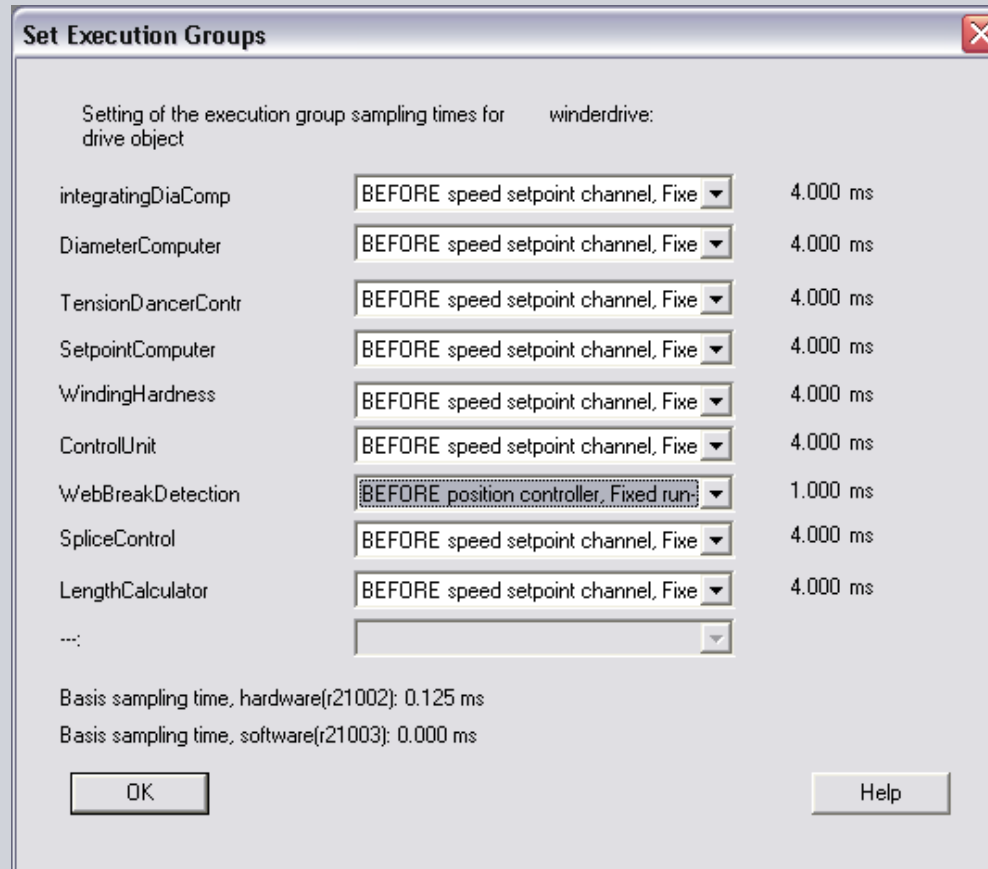 Set Execution Groups
Setting of the execution group sampling times for winderdrive:
drive object
integratingDiaComp BEFORE speed setpoint channel, Fixe 4.000 ms
DiameterComputer BEFORE speed setpoint channel, Fixe 4.000 ms
TensionDancerContr BEFORE speed setpoint channel, Fixe 4.000 ms
SetpointComputer BEFORE speed setpoint channel, Fixe 4.000 ms
WindingHardness BEFORE speed setpoint channel, Fixe 4.000 ms
ControlUnit BEFORE speed setpoint channel, Fixe 4.000 ms
WebBreakDetection BEFORE position controller, Fixed run- 1.000 ms
SpliceControl BEFORE speed setpoint channel, Fixe 4.000 ms
LengthCalculator BEFORE speed setpoint channel, Fixe 4.000 ms
---:
Basis sampling time, hardware(r21002): 0.125 ms
Basis sampling time, software(r21003): 0.000 ms
OK Help